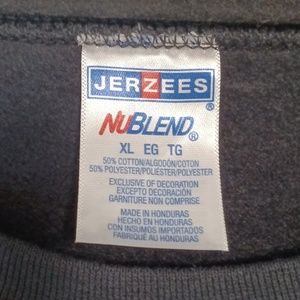 JERZEES
®
NUBLEND®
XL EG TG
50% COTTON/ALGODÓN/COTON
50% POLYESTER/POLIÉSTER/POLYESTER
EXCLUSIVE OF DECORATION
EXCEPTO DECORACIÓN
GARNITURE NON COMPRISE
MADE IN HONDURAS
HECHO EN HONDURAS
CON INSUMOS IMPORTADOS
FABRIQUÉ AU HONDURAS